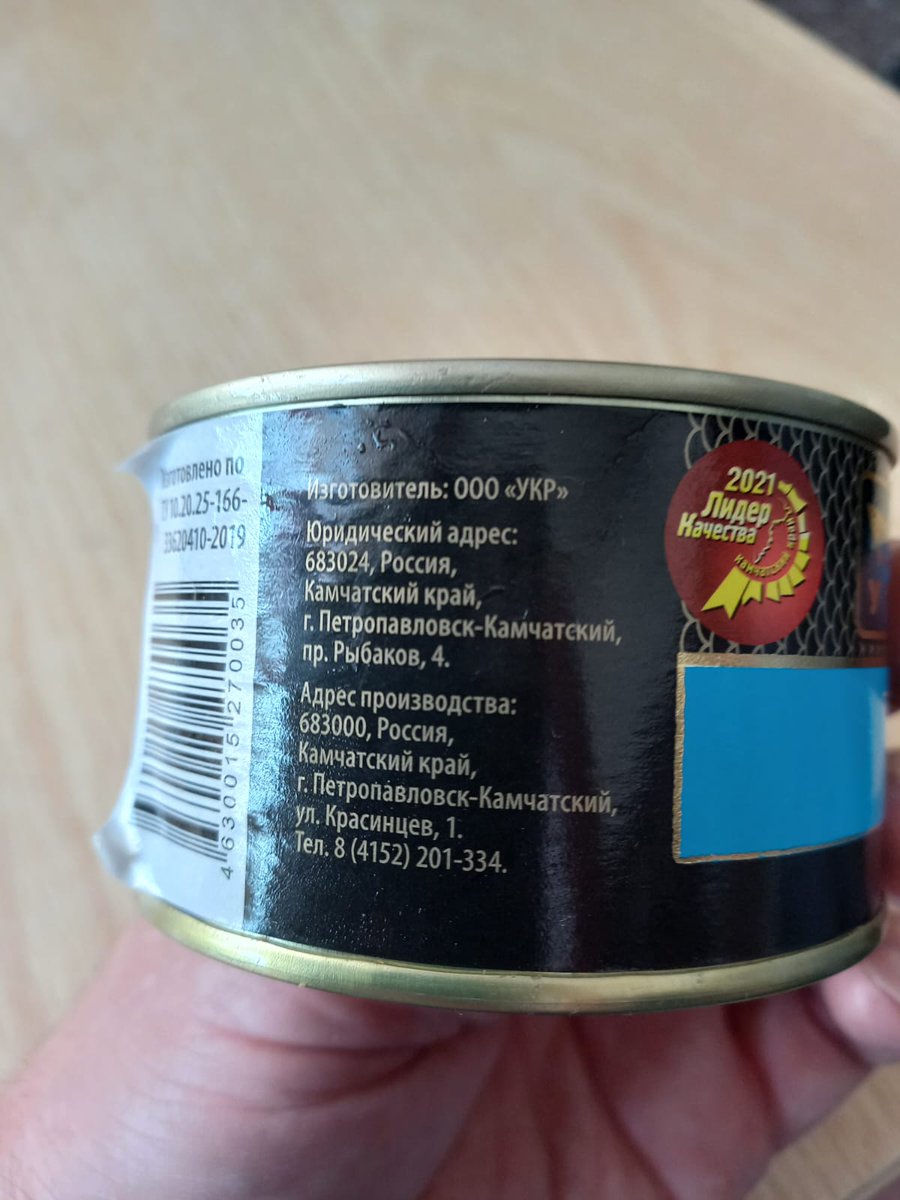 Изготовлено по
ТУ 10.20.25-166-
33620410-2019
4 630015 270035
Изготовитель: ООО «УКР»
Юридический адрес:
683024, Россия,
Камчатский край,
г. Петропавловск-Камчатский,
пр. Рыбаков, 4.
Адрес производства:
683000, Россия,
Камчатский край,
г. Петропавловск-Камчатский,
ул. Красинцев, 1.
Тел. 8 (4152) 201-334.
2021
Лидер
Качества
камчатский край
У